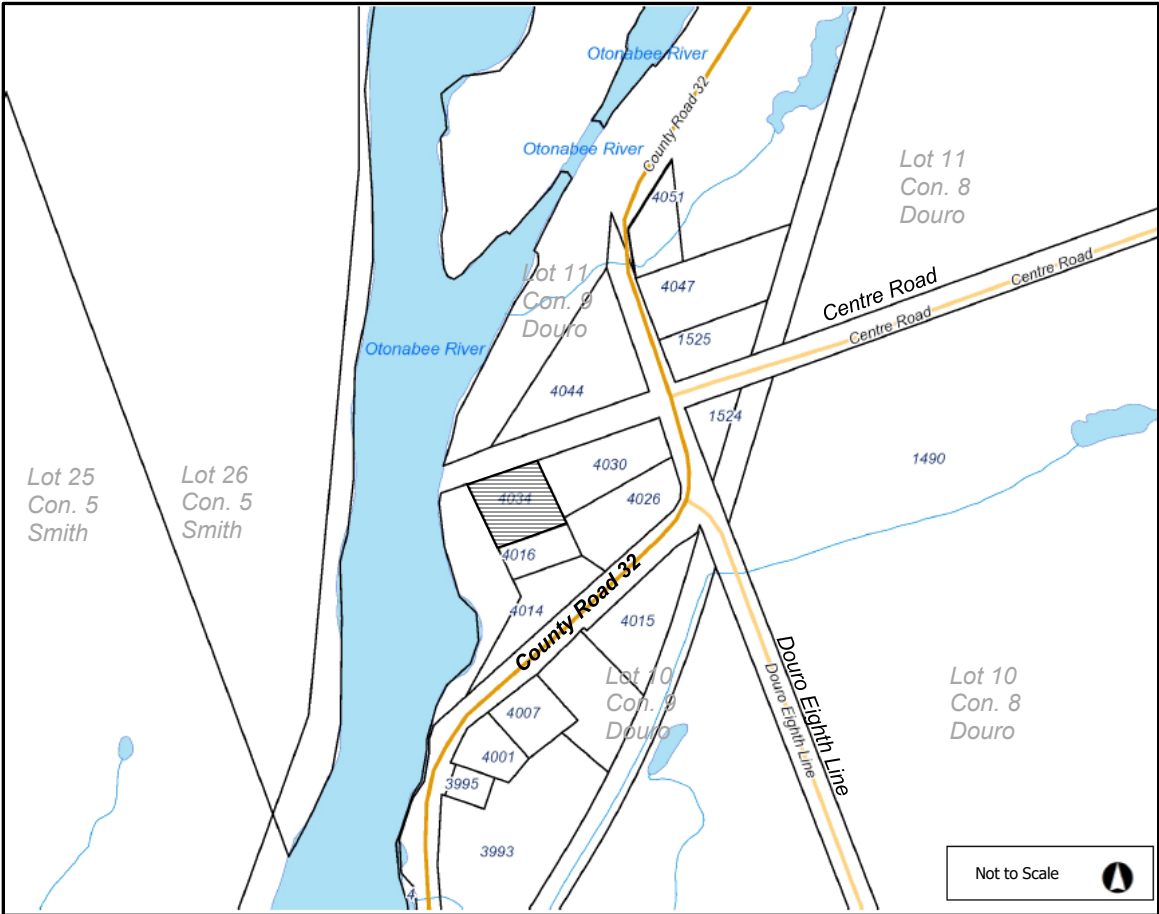 Otonabee River
County Road 32
Otonabee River
Lot 11
Con. 8
Douro
4051
Lot 11
Con. 9
Douro
4047
Centre Road
Centre Road
Centre Road
1525
Otonabee River
4044
1524
4030
1490
Lot 25
Con. 5
Smith
Lot 26
Con. 5
Smith
4034
4026
4016
County Road 32
4014
4015
Douro Eighth Line
Douro Eighth Line
Lot 10
Con. 9
Douro
Lot 10
Con. 8
Douro
4007
4001
3995
3993
4
Not to Scale